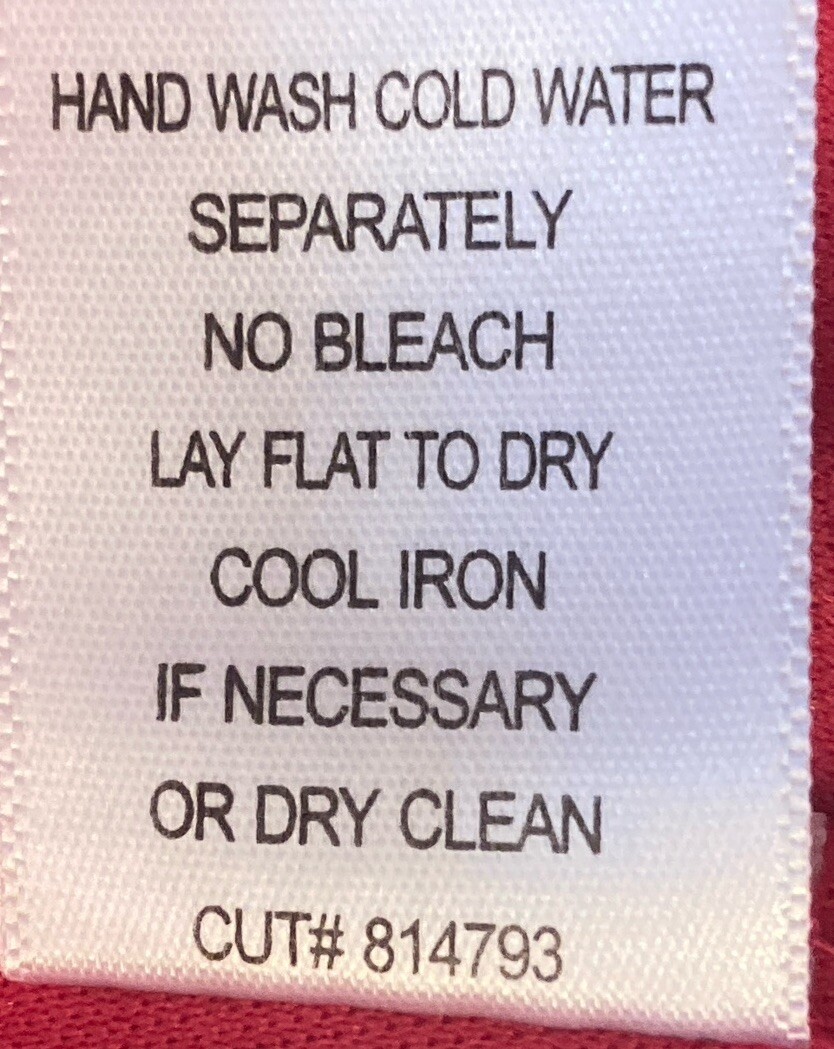 HAND WASH COLD WATER
SEPARATELY
NO BLEACH
LAY FLAT TO DRY
COOL IRON
IF NECESSARY
OR DRY CLEAN
CUT# 814793